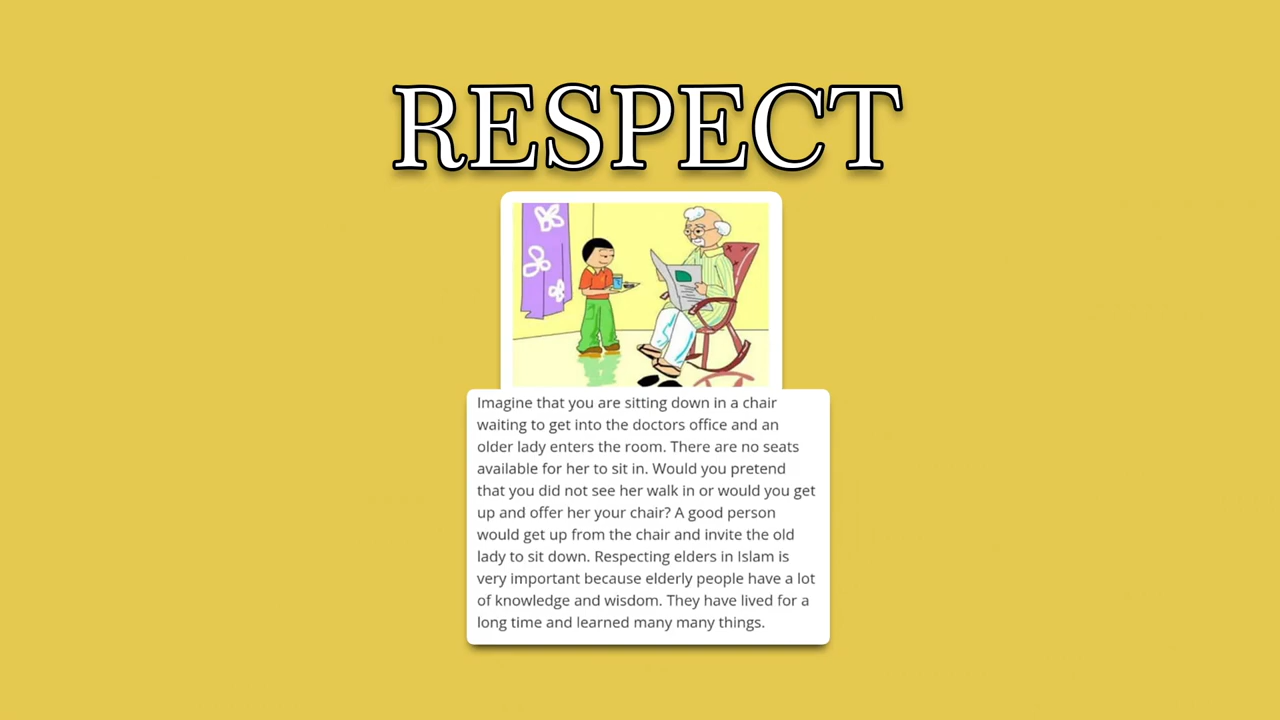 RESPECT
Imagine that you are sitting down in a chair
waiting to get into the doctors office and an
older lady enters the room. There are no seats
available for her to sit in. Would you pretend
that you did not see her walk in or would you get
up and offer her your chair? A good person
would get up from the chair and invite the old
lady to sit down. Respecting elders in Islam is
very important because elderly people have a lot
of knowledge and wisdom. They have lived for a
long time and learned many many things.